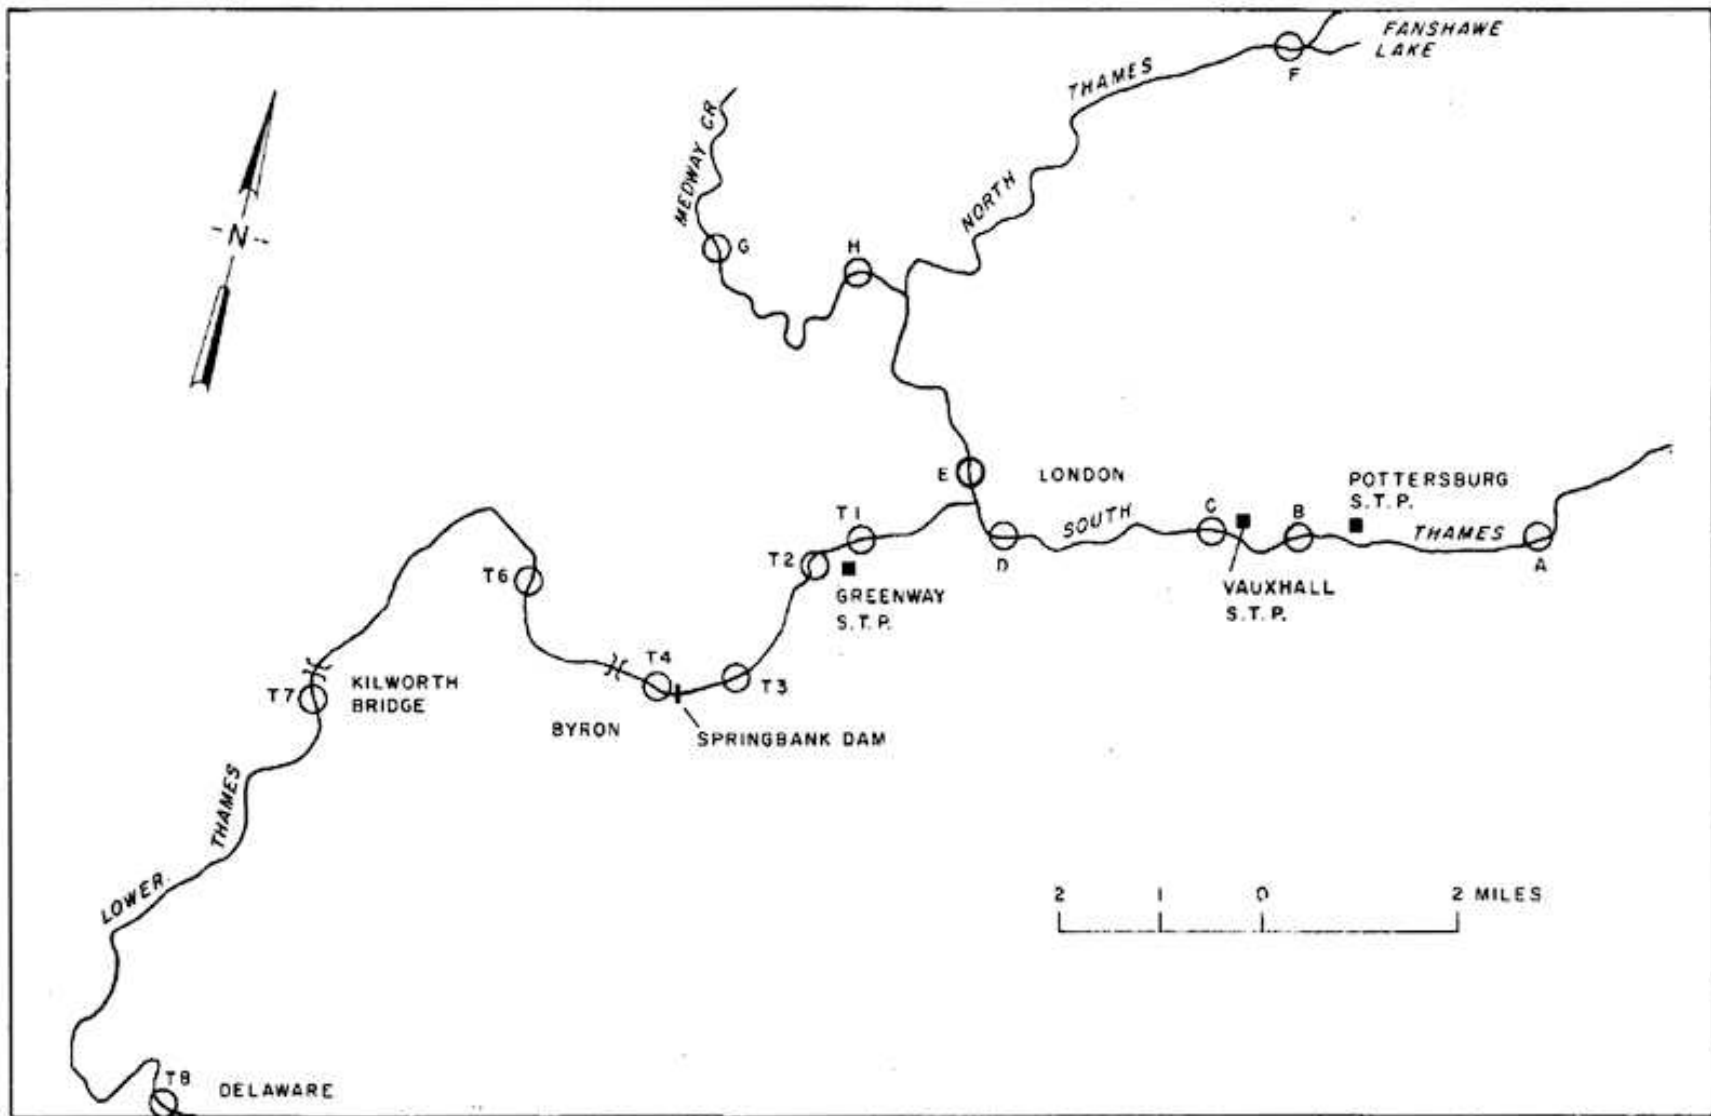 FANSHAWE
LAKE
F
THAMES
NORTH
MEDWAY CR
N
G
H
E
LONDON
POTTERSBURG
S.T.P.
T1
SOUTH
C
B
THAMES
A
D
T2
T6
GREENWAY
S.T.P.
VAUXHALL
S.T.P.
T4
T3
T7
KILWORTH
BRIDGE
BYRON
SPRINGBANK DAM
THAMES
LOWER
2 1 0 2 MILES
T8
DELAWARE